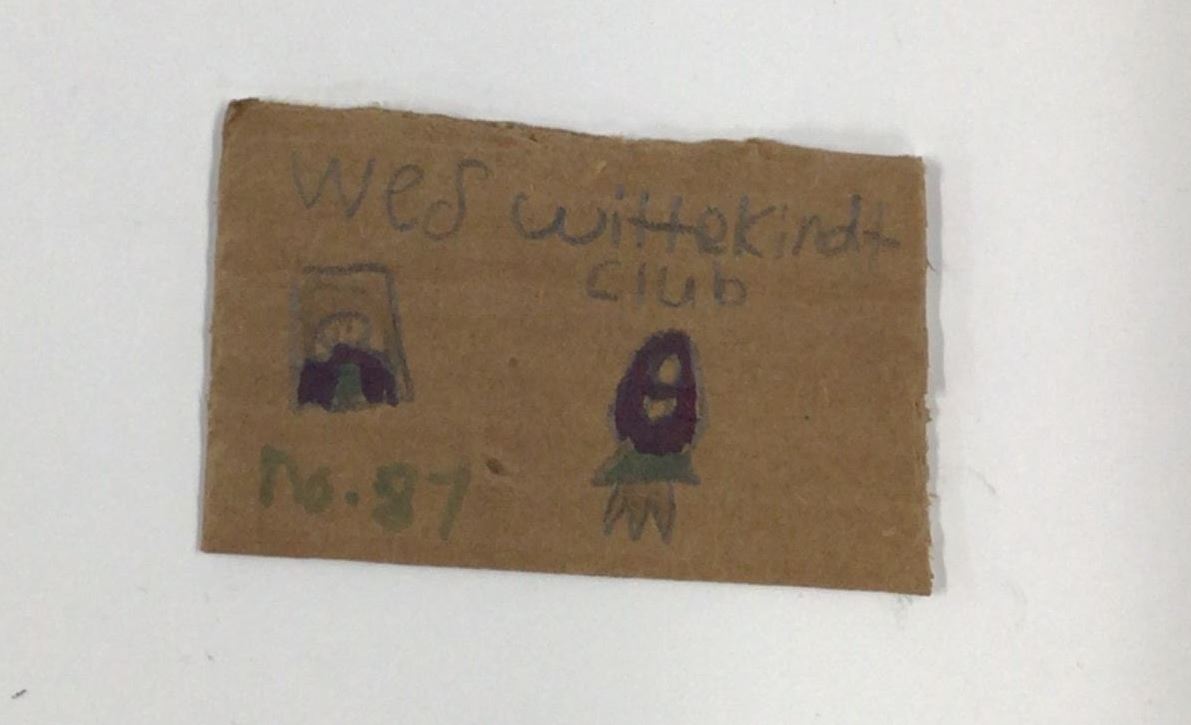 Wes wittekindt
club
no. 87